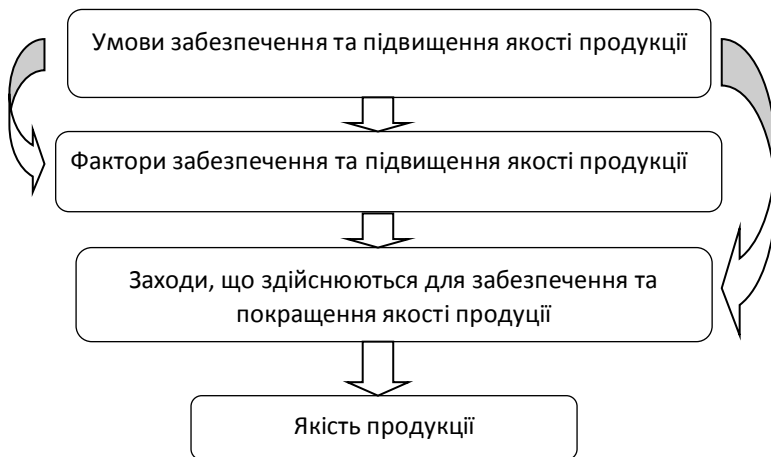 Умови забезпечення та підвищення якості продукції
Фактори забезпечення та підвищення якості продукції
Заходи, що здійснюються для забезпечення та
покращення якості продуції
Якість продукції